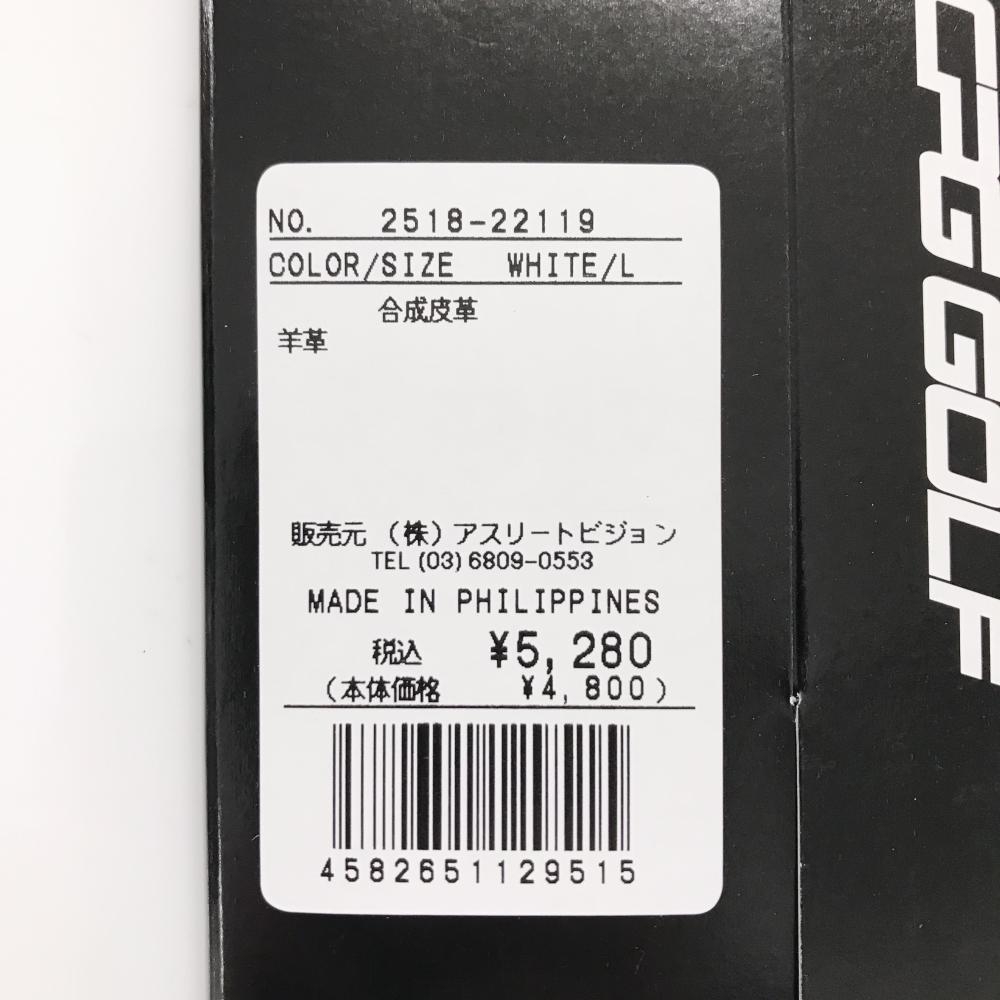 NO. 2518-22119
COLOR/SIZE WHITE/L
合成皮革
羊革
販売元 (株)アスリートビジョン
TEL (03) 6809-0553
MADE IN PHILIPPINES
税込 ¥5,280
(本体価格 ¥4,800)
4582651129515
GOLF